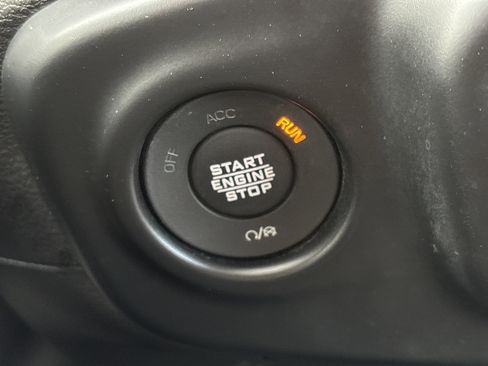 ACC
RUN
OFF
START
ENGINE
STOP